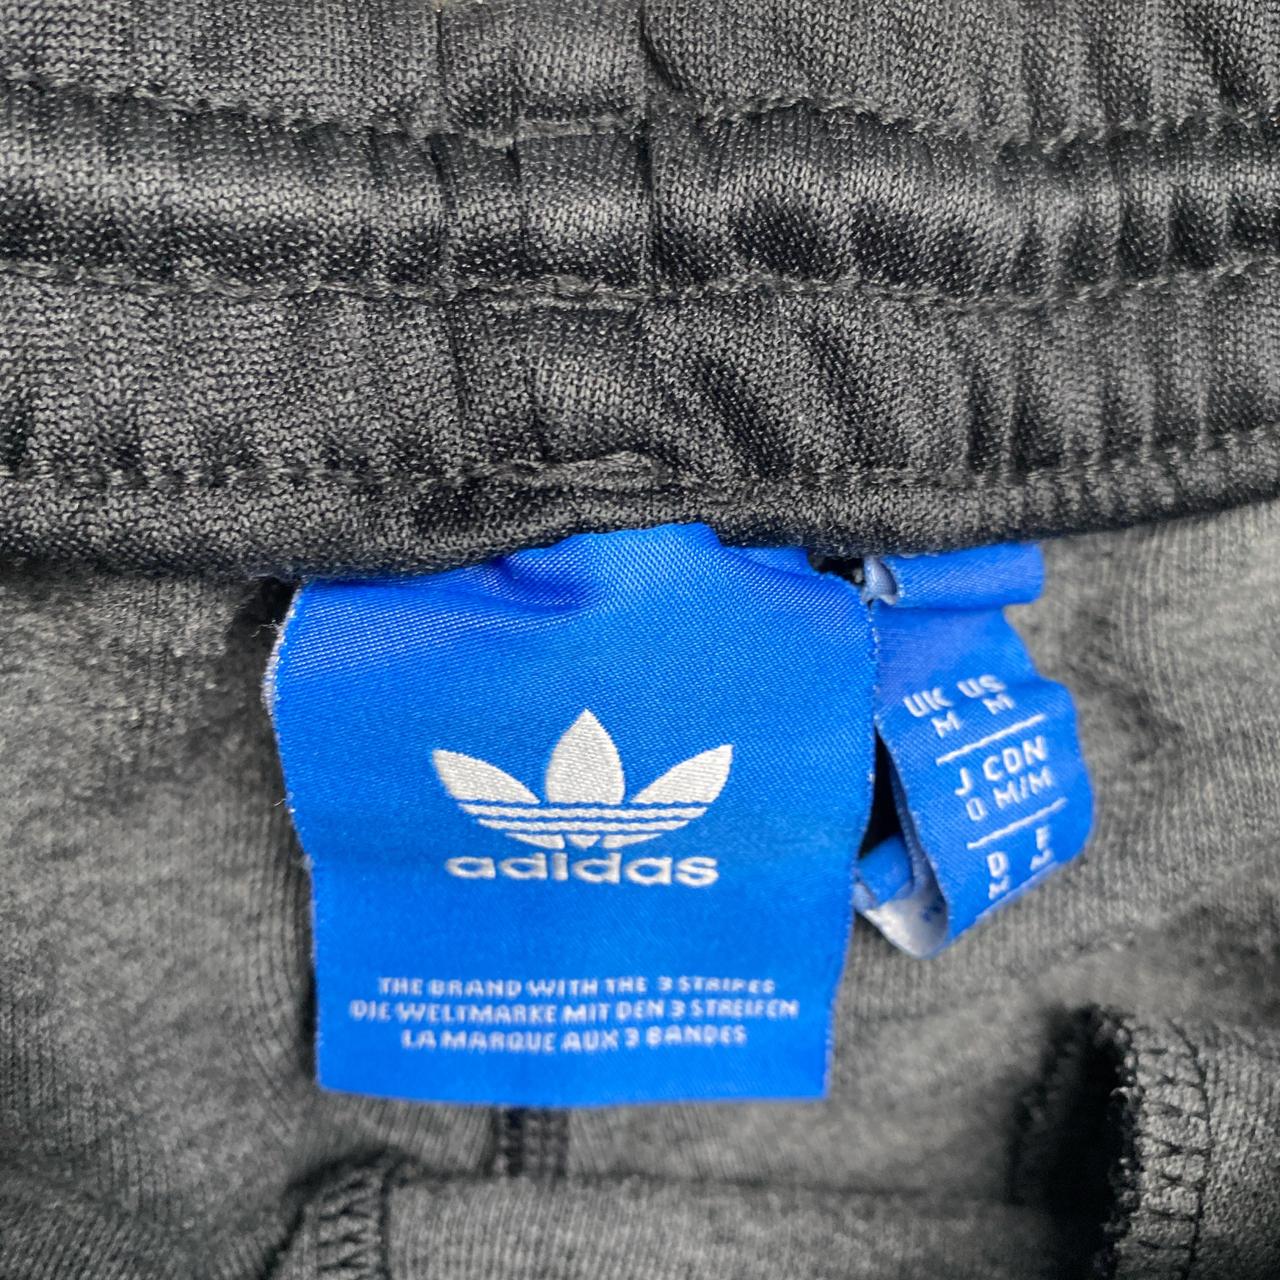 adidas
THE BRAND WITH THE 3 STRIPES
DIE WELTMARKE MIT DEN 3 STREIFEN
LA MARQUE AUX 3 BANDES
UK US
M M
J CDN
O M/M
D F
M M